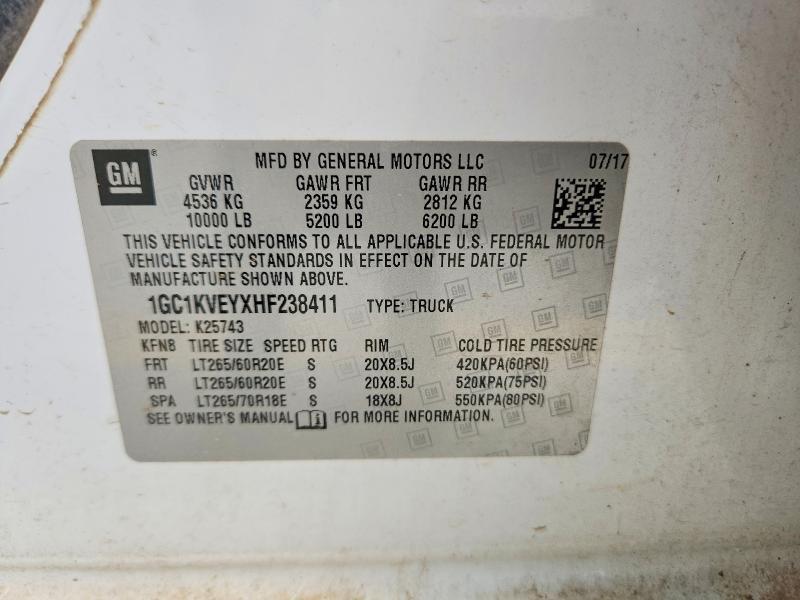 GM® MFD BY GENERAL MOTORS LLC 07/17
GVWR GAWR FRT GAWR RR
4536 KG 2359 KG 2812 KG
10000 LB 5200 LB 6200 LB
THIS VEHICLE CONFORMS TO ALL APPLICABLE U.S. FEDERAL MOTOR
VEHICLE SAFETY STANDARDS IN EFFECT ON THE DATE OF
MANUFACTURE SHOWN ABOVE.
1GC1KVEYXHF238411 TYPE: TRUCK
MODEL: K25743
KFNB TIRE SIZE SPEED RTG RIM COLD TIRE PRESSURE
FRT LT265/60R20E S 20X8.5J 420KPA(60PSI)
RR LT265/60R20E S 20X8.5J 520KPA(75PSI)
SPA LT265/70R18E S 18X8J 550KPA(80PSI)
SEE OWNER'S MANUAL FOR MORE INFORMATION.